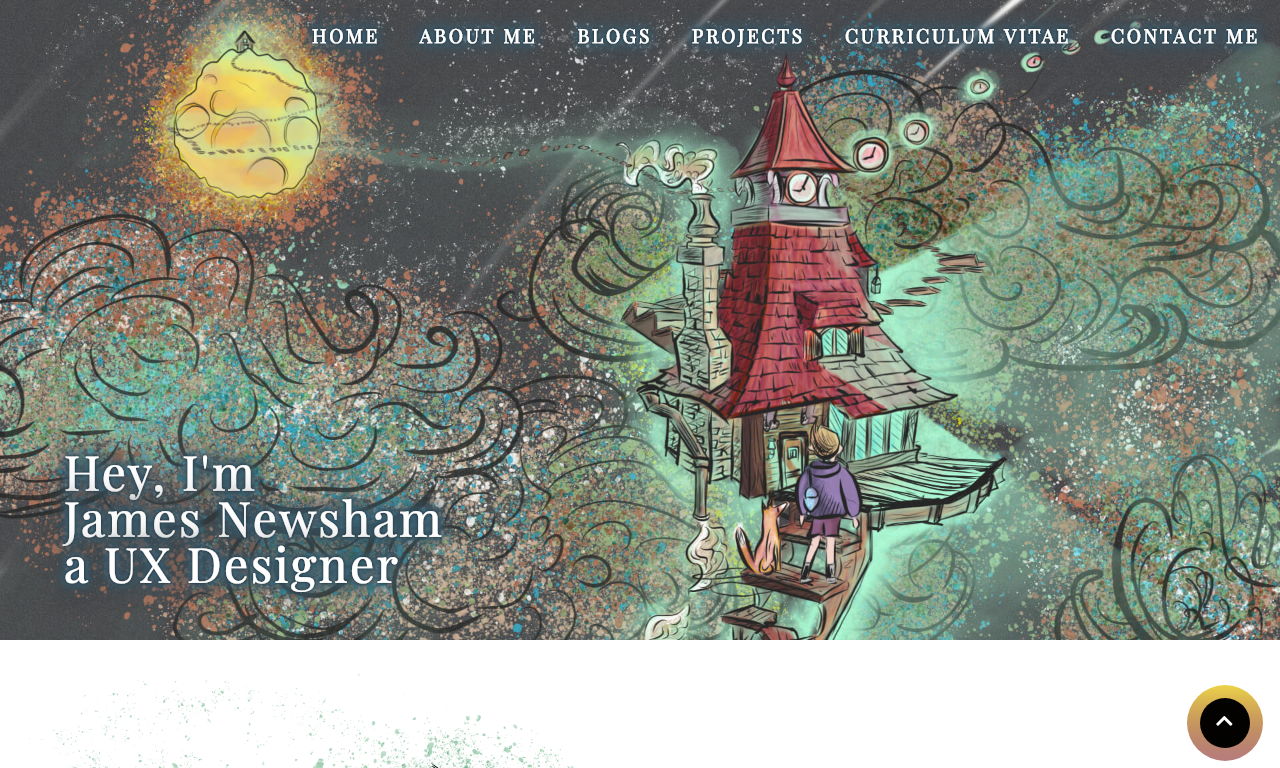 HOME ABOUT ME BLOGS PROJECTS CURRICULUM VITAE CONTACT ME
Hey, I'm
James Newsham
a UX Designer